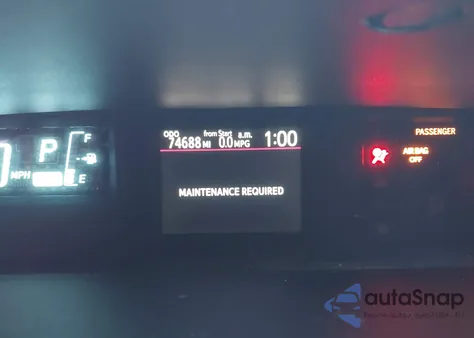 ODO from Start a.m.
74688 MI 0.0 MPG 1:00
PASSENGER
P F
MPH E
AIR BAG
OFF
MAINTENANCE REQUIRED
autoSnap